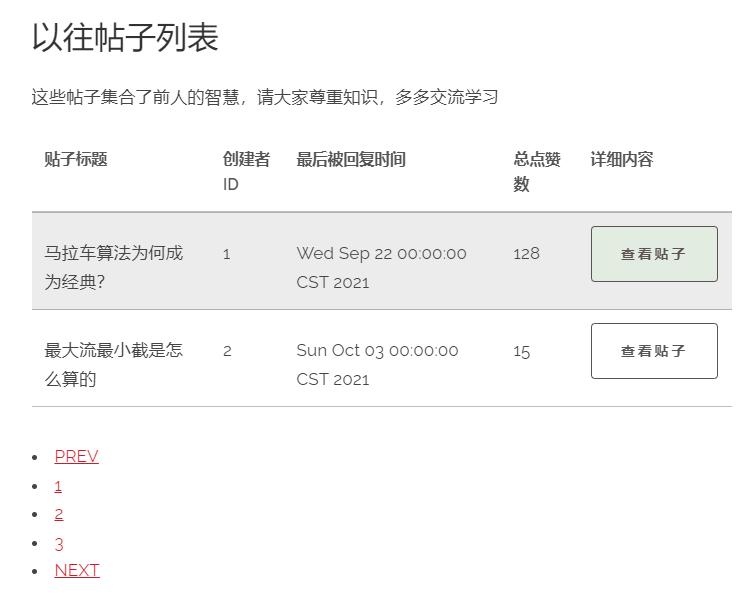 以往帖子列表
这些帖子集合了前人的智慧，请大家尊重知识，多多交流学习
贴子标题 创建者 最后被回复时间 总点赞 详细内容
ID 数
马拉车算法为何成 1 Wed Sep 22 00:00:00 128 查看贴子
为经典? CST 2021
最大流最小截是怎 2 Sun Oct 03 00:00:00 15 查看贴子
么算的 CST 2021
PREV
1
2
3
NEXT